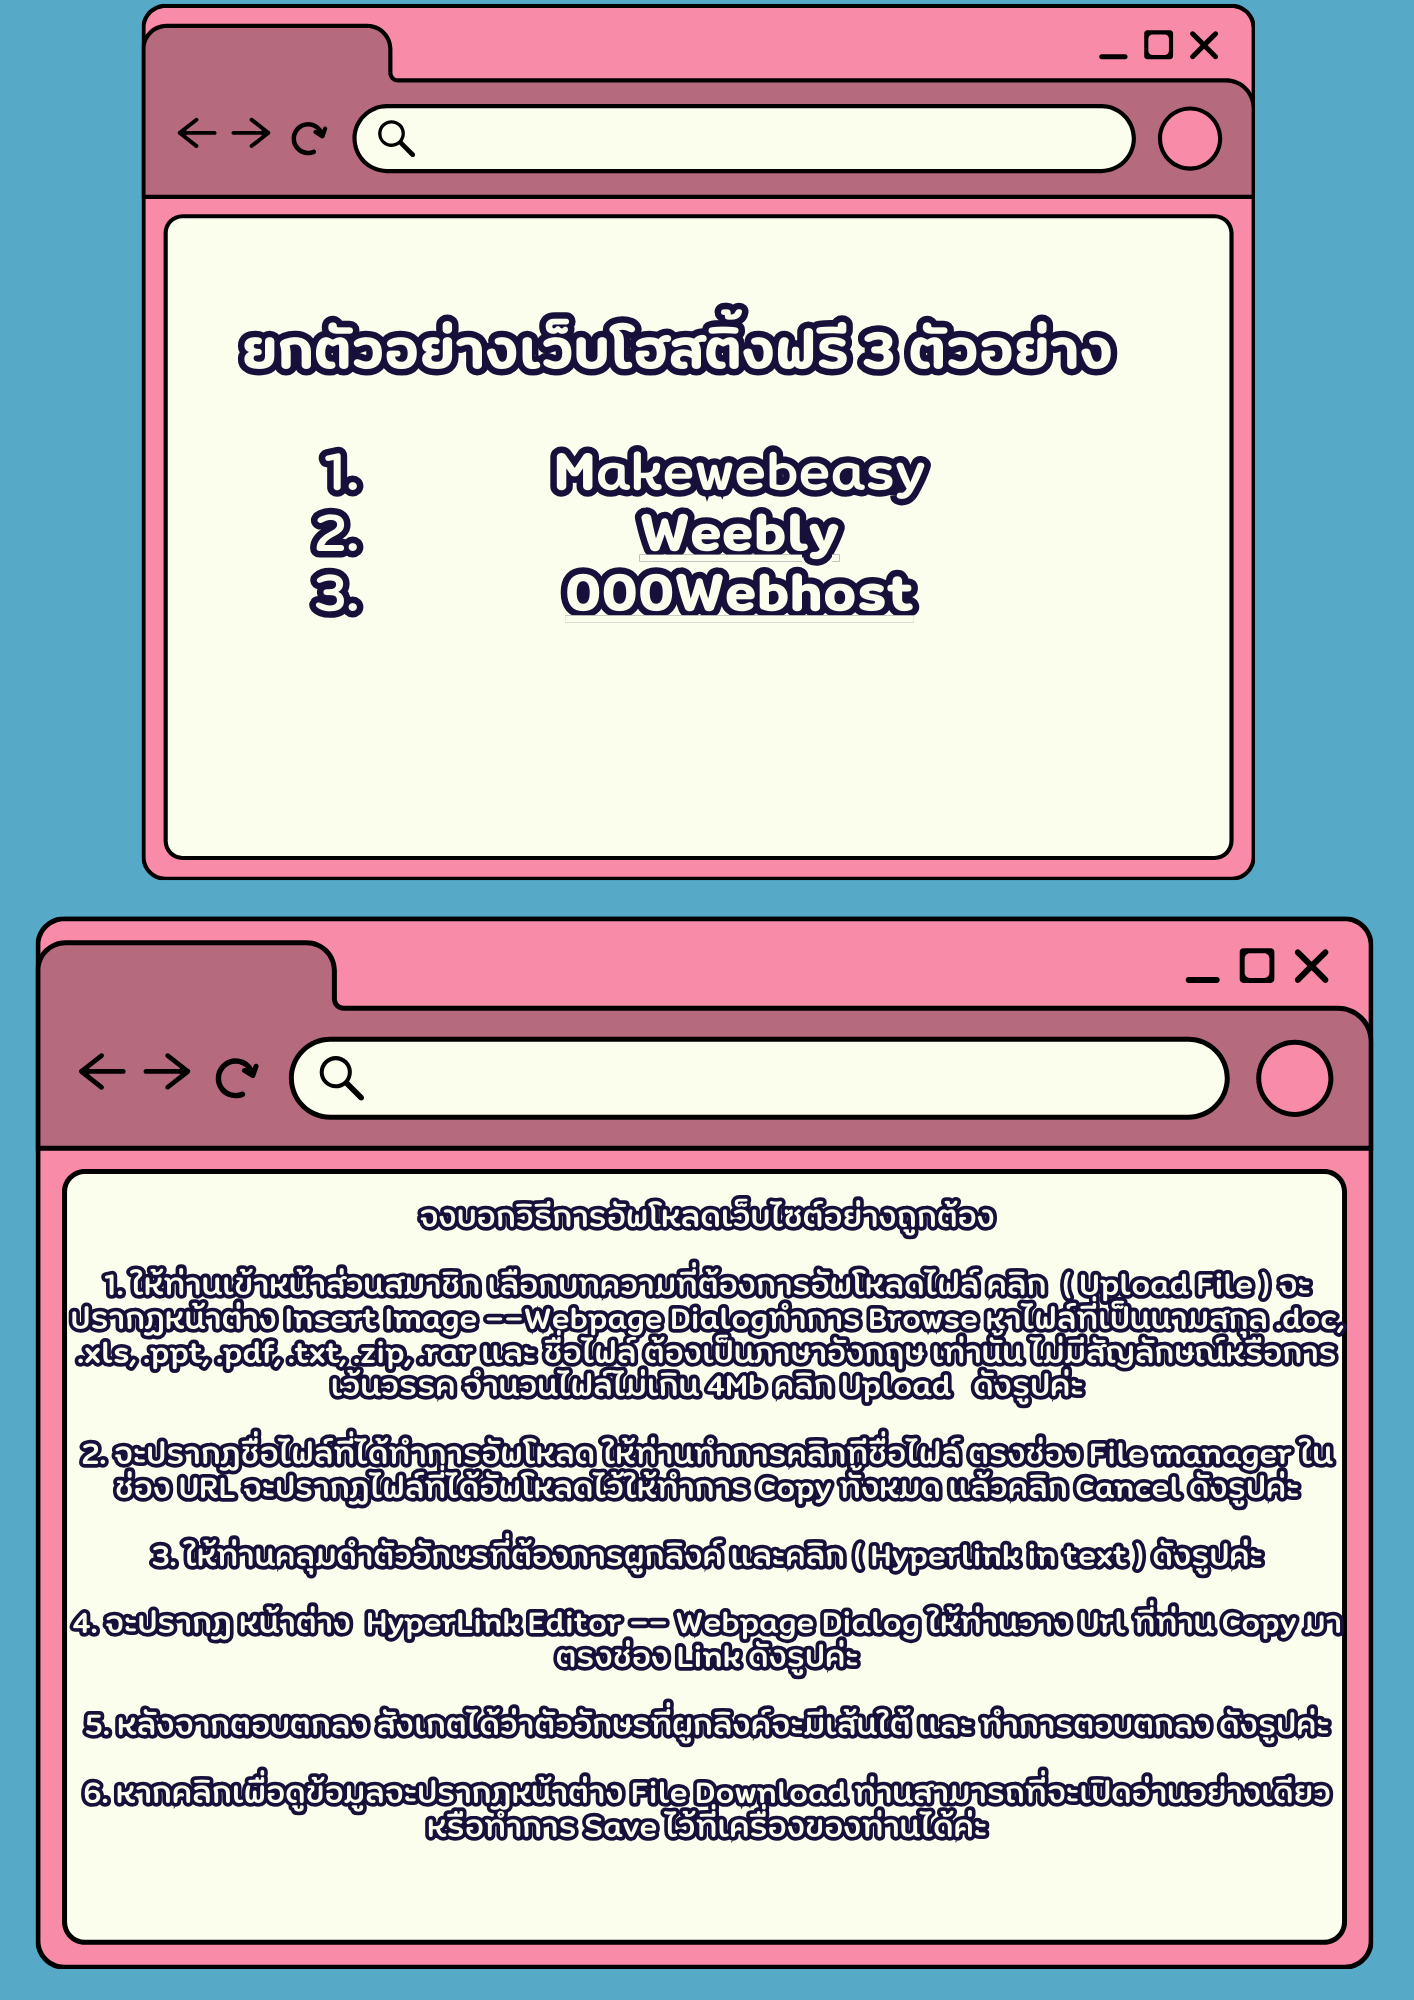 ยกตัวอย่างเว็บโฮสติ้งฟรี 3 ตัวอย่าง
1. Makewebeasy
2. Weebly
3. 000Webhost
จงบอกวิธีการอัพโหลดเว็บไซต์อย่างถูกต้อง
1. ให้ท่านเข้าหน้าส่วนสมาชิก เลือกบทความที่ต้องการอัพโหลดไฟล์ คลิก ( Upload File ) จะ
ปรากฏหน้าต่าง Insert Image --Webpage Dialogทำการ Browse หาไฟล์ที่เป็นนามสกุล .doc,
.xls, .ppt, .pdf, .txt, .zip, .rar และ ชื่อไฟล์ ต้องเป็นภาษาอังกฤษ เท่านั้น ไม่มีสัญลักษณ์หรือการ
เว้นวรรค จำนวนไฟล์ไม่เกิน 4Mb คลิก Upload ดังรูปค่ะ
2. จะปรากฏชื่อไฟล์ที่ได้ทำการอัพโหลด ให้ท่านทำการคลิกที่ชื่อไฟล์ ตรงช่อง File manager ใน
ช่อง URL จะปรากฏไฟล์ที่ได้อัพโหลดไว้ให้ทำการ Copy ทั้งหมด แล้วคลิก Cancel ดังรูปค่ะ
3. ให้ท่านคลุมดำตัวอักษรที่ต้องการผูกลิงค์ และคลิก ( Hyperlink in text ) ดังรูปค่ะ
4. จะปรากฏ หน้าต่าง HyperLink Editor -- Webpage Dialog ให้ท่านวาง Url ที่ท่าน Copy มา
ตรงช่อง Link ดังรูปค่ะ
5. หลังจากตอบตกลง สังเกตได้ว่าตัวอักษรที่ผูกลิงค์จะมีเส้นใต้ และ ทำการตอบตกลง ดังรูปค่ะ
6. หากคลิกเพื่อดูข้อมูลจะปรากฏหน้าต่าง File Download ท่านสามารถที่จะเปิดอ่านอย่างเดียว
หรือทำการ Save ไว้ที่เครื่องของท่านได้ค่ะ